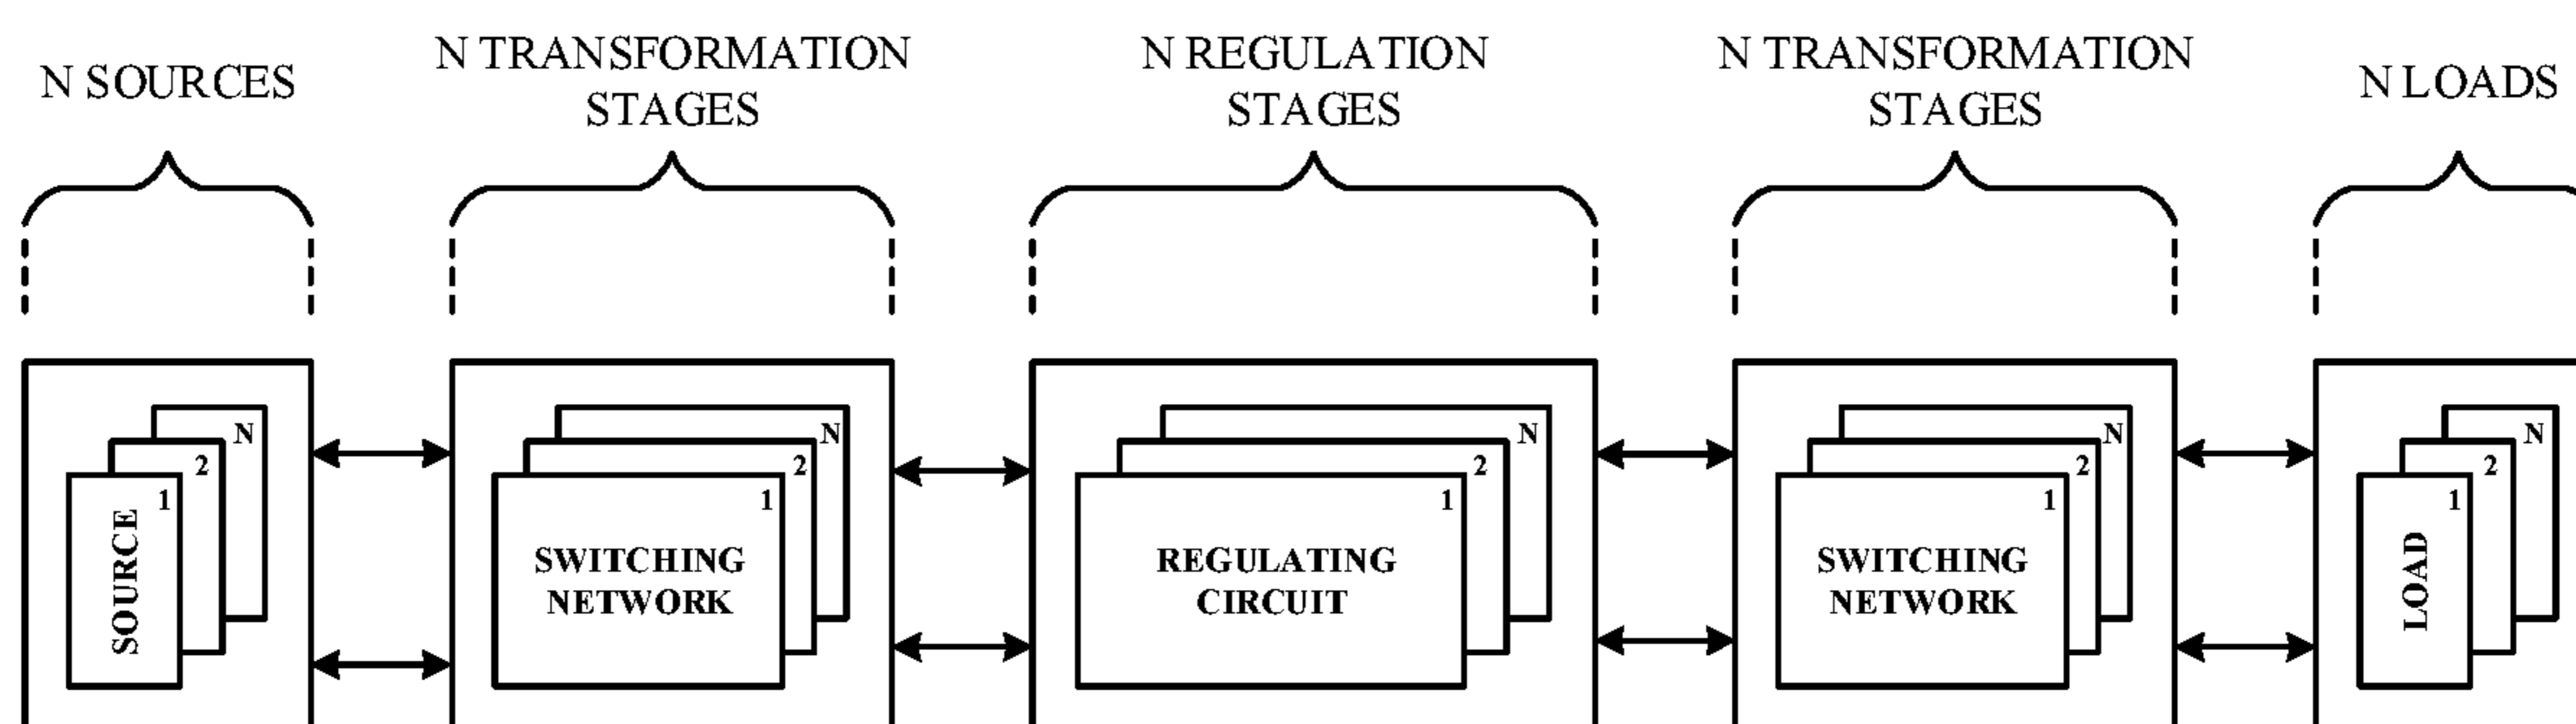 N SOURCES
N TRANSFORMATION
STAGES
N REGULATION
STAGES
N TRANSFORMATION
STAGES
N LOADS
N
2
1
SOURCE
N
2
1
SWITCHING
NETWORK
N
2
1
REGULATING
CIRCUIT
N
2
1
SWITCHING
NETWORK
N
2
1
LOAD